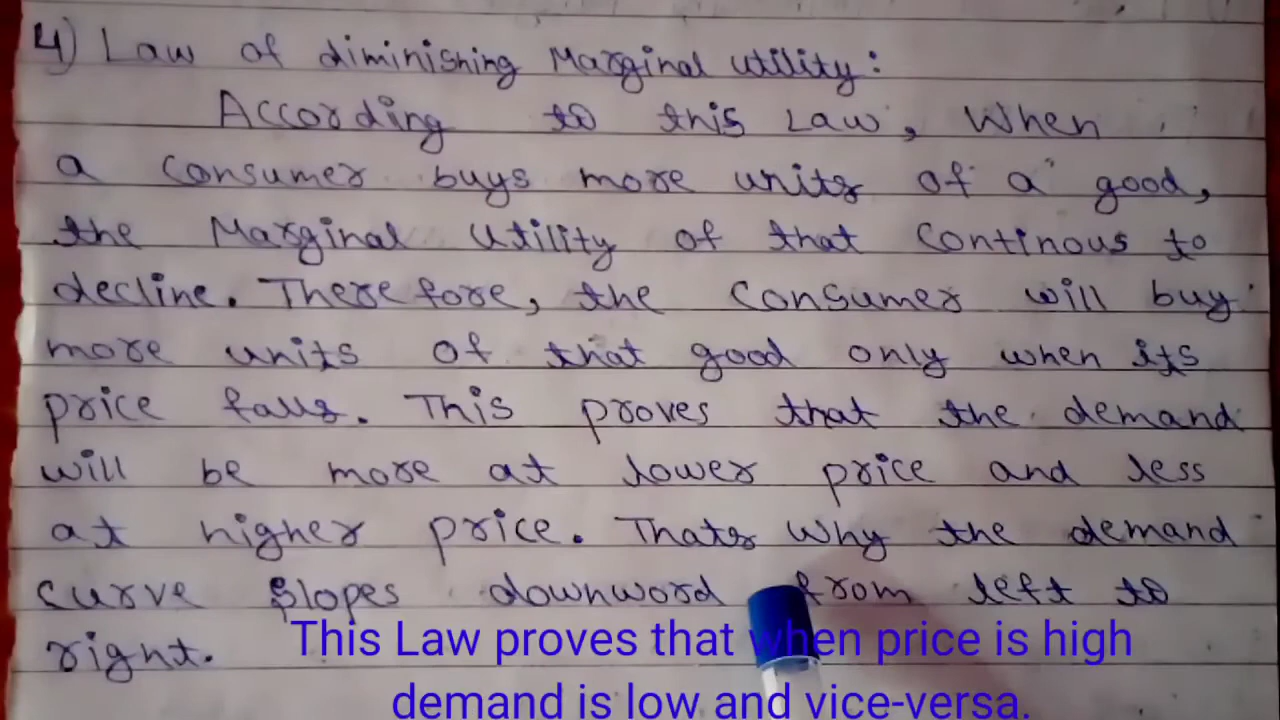 4) Law of diminishing Marginal utility:
According to this Law, When
a consumer buys more units of a good,
the Marginal Utility of that continous to
decline. Therefore, the consumer will buy
more units of that good only when its
price falls. This proves that the demand
will be more at lower price and less
at higher price. Thats why the demand
curve slopes downword from left to
right.
This Law proves that when price is high
demand is low and vice-versa.